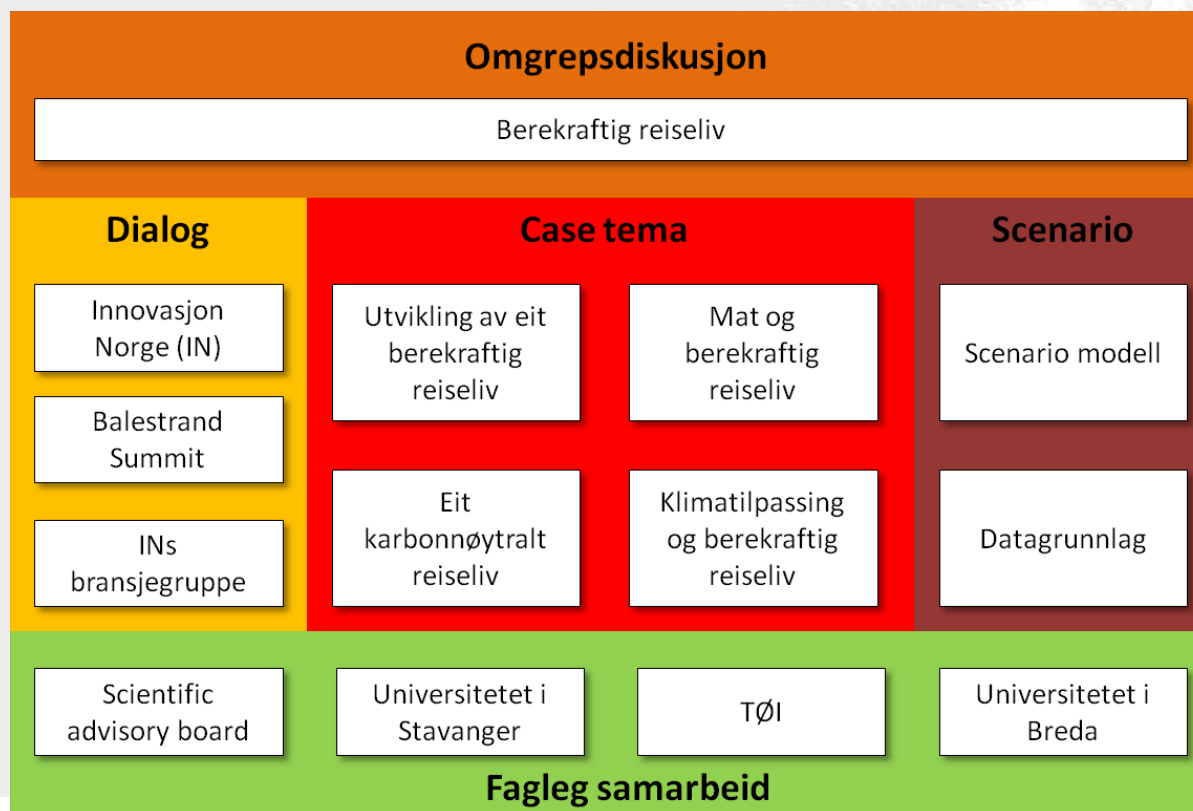 Omgrepsdiskusjon
Berekraftig reiseliv
Dialog
Innovasjon
Norge (IN)
Balestrand
Summit
INs
bransjegruppe
Case tema
Utvikling av eit
berekraftig
reiseliv
Mat og
berekraftig
reiseliv
Eit
karbonnøytralt
reiseliv
Klimatilpassing
og berekraftig
reiseliv
Scenario
Scenario modell
Datagrunnlag
Scientific
advisory board
Universitetet i
Stavanger
TØI
Universitetet i
Breda
Fagleg samarbeid